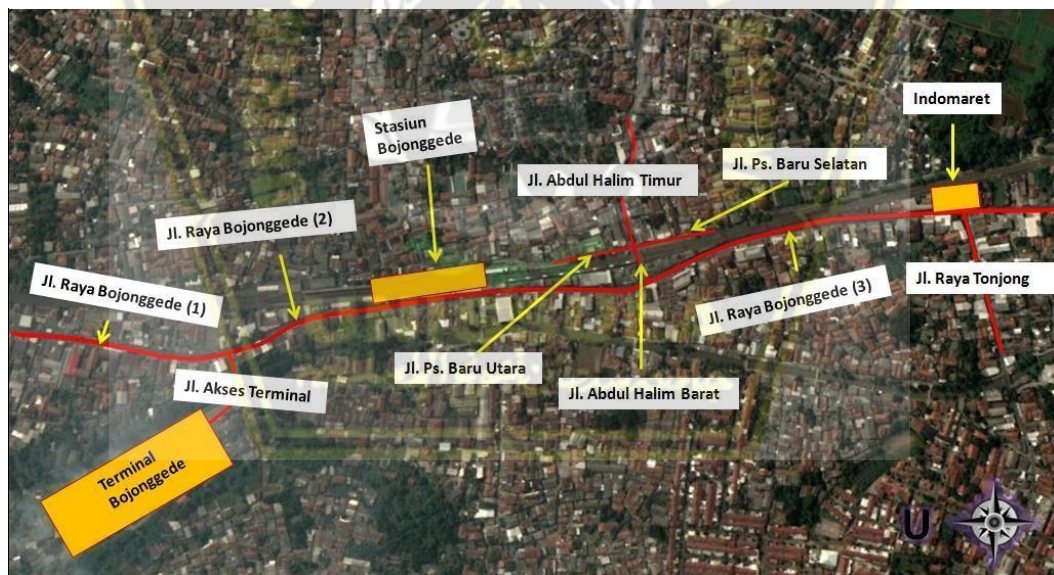 Indomaret
Stasiun
Bojonggede
Jl. Ps. Baru Selatan
Jl. Abdul Halim Timur
Jl. Raya Bojonggede (2)
Jl. Raya Bojonggede (1)
Jl. Raya Tonjong
Jl. Raya Bojonggede (3)
Jl. Ps. Baru Utara
Jl. Akses Terminal
Jl. Abdul Halim Barat
Terminal
Bojonggede
U